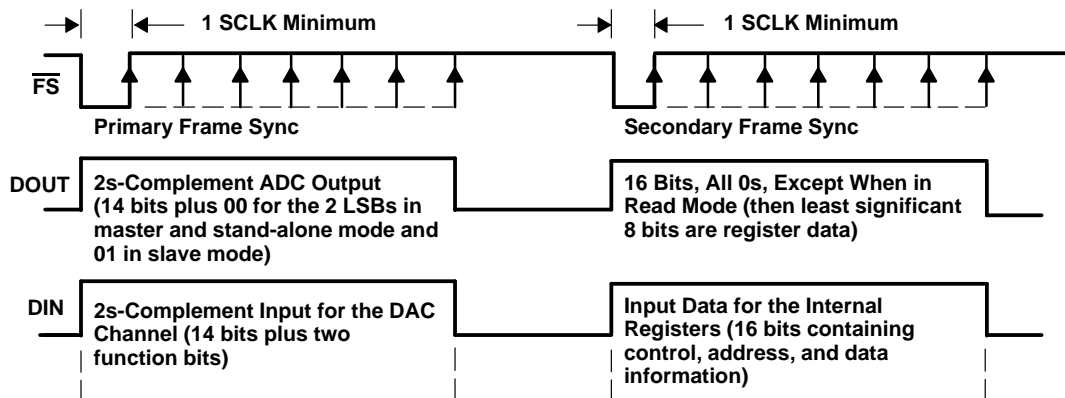 1 SCLK Minimum
1 SCLK Minimum
FS
Primary Frame Sync
Secondary Frame Sync
DOUT
2s-Complement ADC Output
(14 bits plus 00 for the 2 LSBs in
master and stand-alone mode and
01 in slave mode)
16 Bits, All 0s, Except When in
Read Mode (then least significant
8 bits are register data)
DIN
2s-Complement Input for the DAC
Channel (14 bits plus two
function bits)
Input Data for the Internal
Registers (16 bits containing
control, address, and data
information)